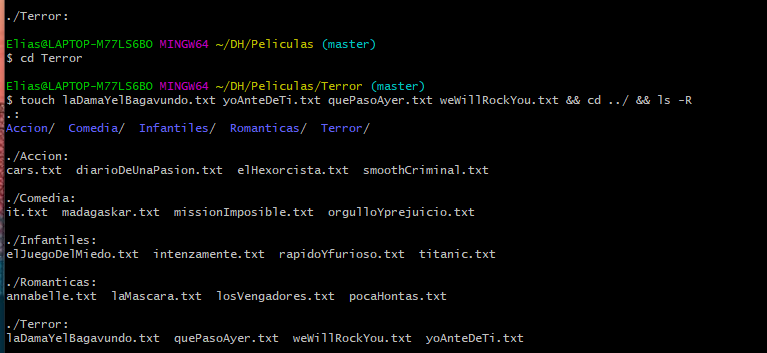 ./Terror:
Elias@LAPTOP-M77LS6BO MINGW64 ~/DH/Peliculas (master)
$ cd Terror
Elias@LAPTOP-M77LS6BO MINGW64 ~/DH/Peliculas/Terror (master)
$ touch laDamaYelBagavundo.txt yoAnteDeTi.txt quePasoAyer.txt weWillRockYou.txt && cd ../ && ls -R
.:
Accion/  Comedia/  Infantiles/  Romanticas/  Terror/
./Accion:
cars.txt  diarioDeUnaPasion.txt  elHexorcista.txt  smoothCriminal.txt
./Comedia:
it.txt  madagaskar.txt  missionImposible.txt  orgulloYprejuicio.txt
./Infantiles:
elJuegoDelMiedo.txt  intenzamente.txt  rapidoYfurioso.txt  titanic.txt
./Romanticas:
annabelle.txt  laMascara.txt  losVengadores.txt  pocaHontas.txt
./Terror:
laDamaYelBagavundo.txt  quePasoAyer.txt  weWillRockYou.txt  yoAnteDeTi.txt